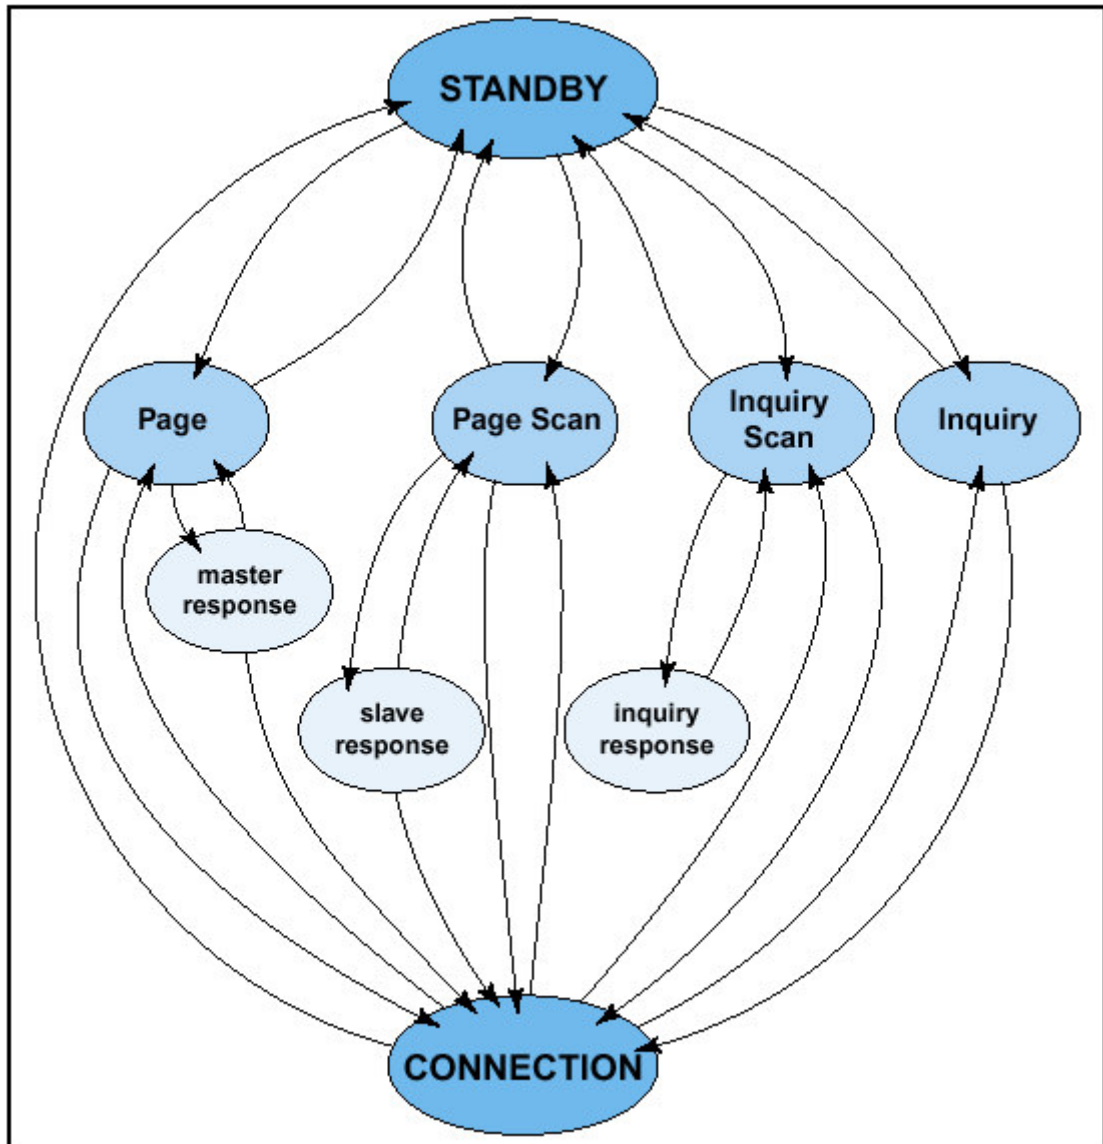 STANDBY
Page
Page Scan
Inquiry
Scan
Inquiry
master
response
slave
response
inquiry
response
CONNECTION